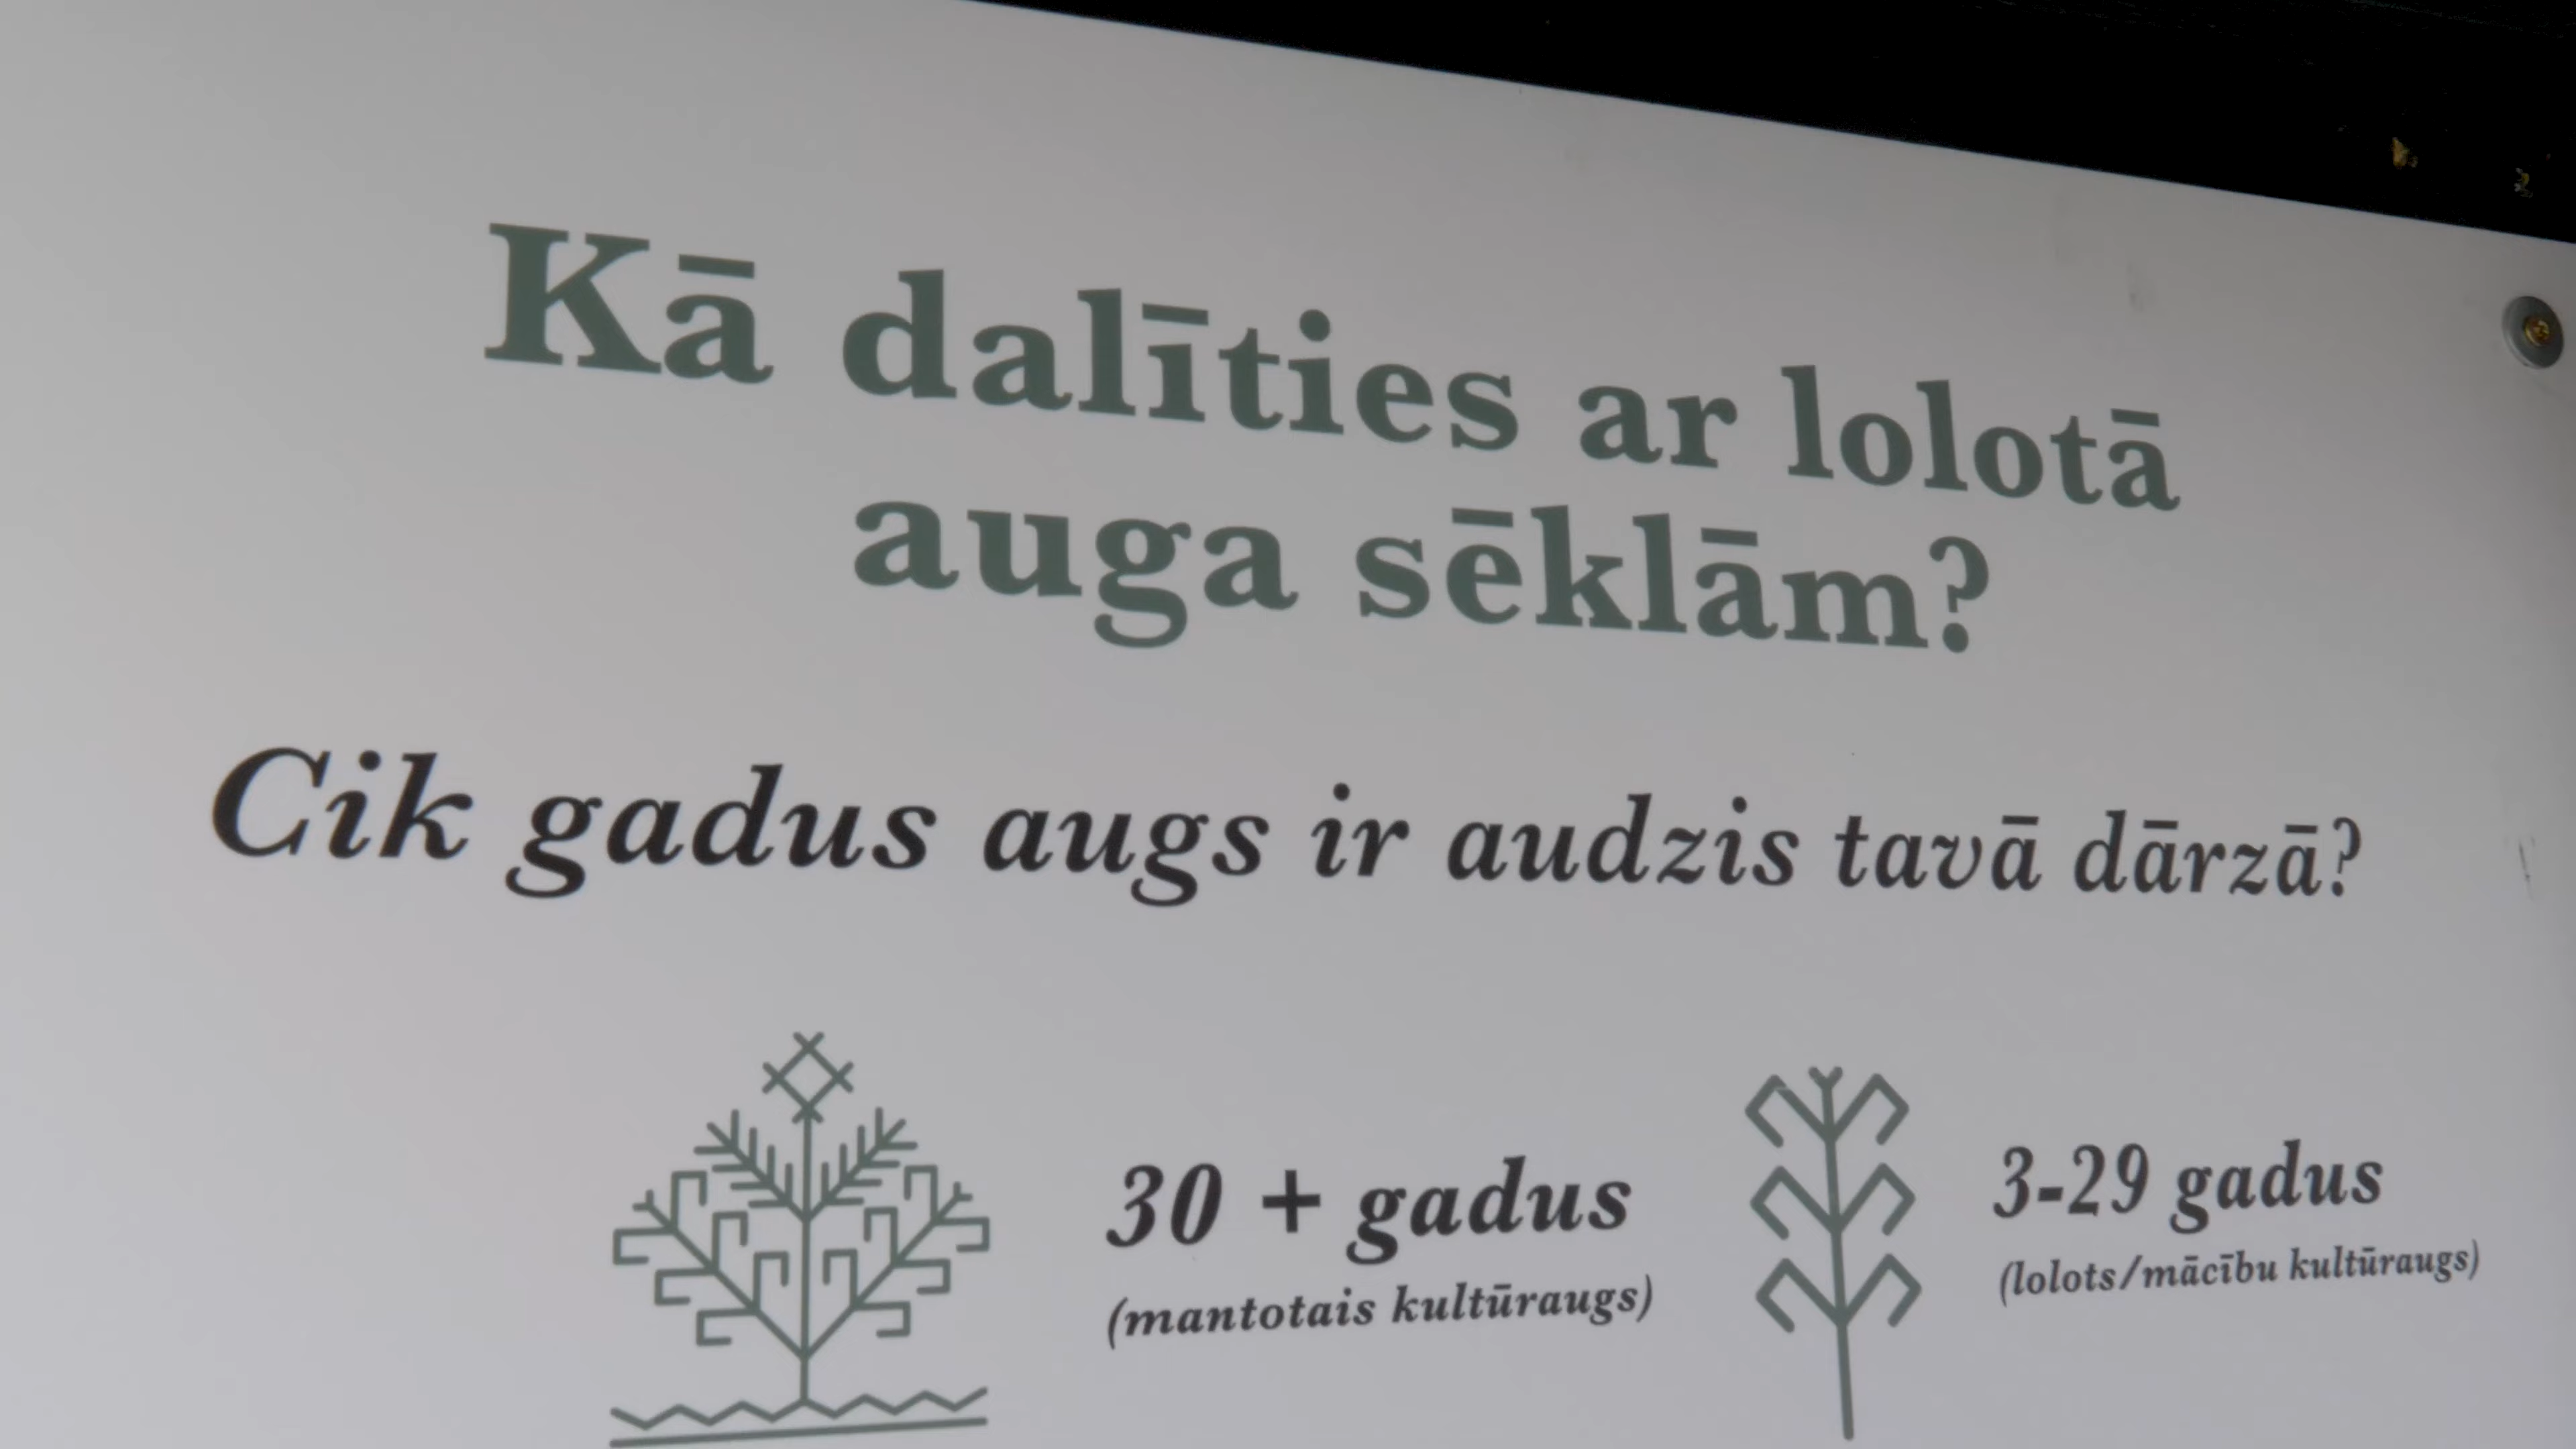 Kā dalīties ar lolotā
auga sēklām?
Cik gadus augs ir audzis tavā dārzā?
30 + gadus
(mantotais kultūraugs)
3-29 gadus
(lolots/mācību kultūraugs)